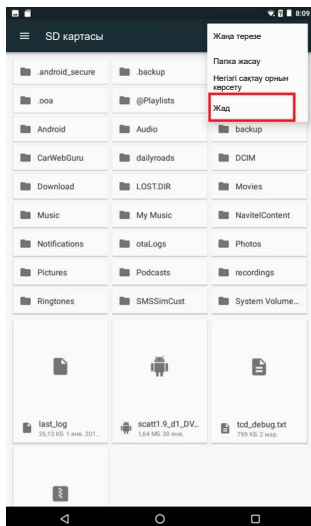 8:09
SD картасы
Жаңа терезе
Папка жасау
Негізгі сақтау орнын
көрсету
Жад
.android_secure
.backup
.ooa
@Playlists
Android
Audio
backup
CarWebGuru
dailyroads
DCIM
Download
LOST.DIR
Movies
Music
My Music
NavitelContent
Notifications
otaLogs
Photos
Pictures
Podcasts
recordings
Ringtones
SMSSimCust
System Volume...
last_log
26,13 КБ 1 янв. 201...
scatt1.9_d1_DV...
1,64 МБ 30 янв.
tcd_debug.txt
799 КБ 2 мар.